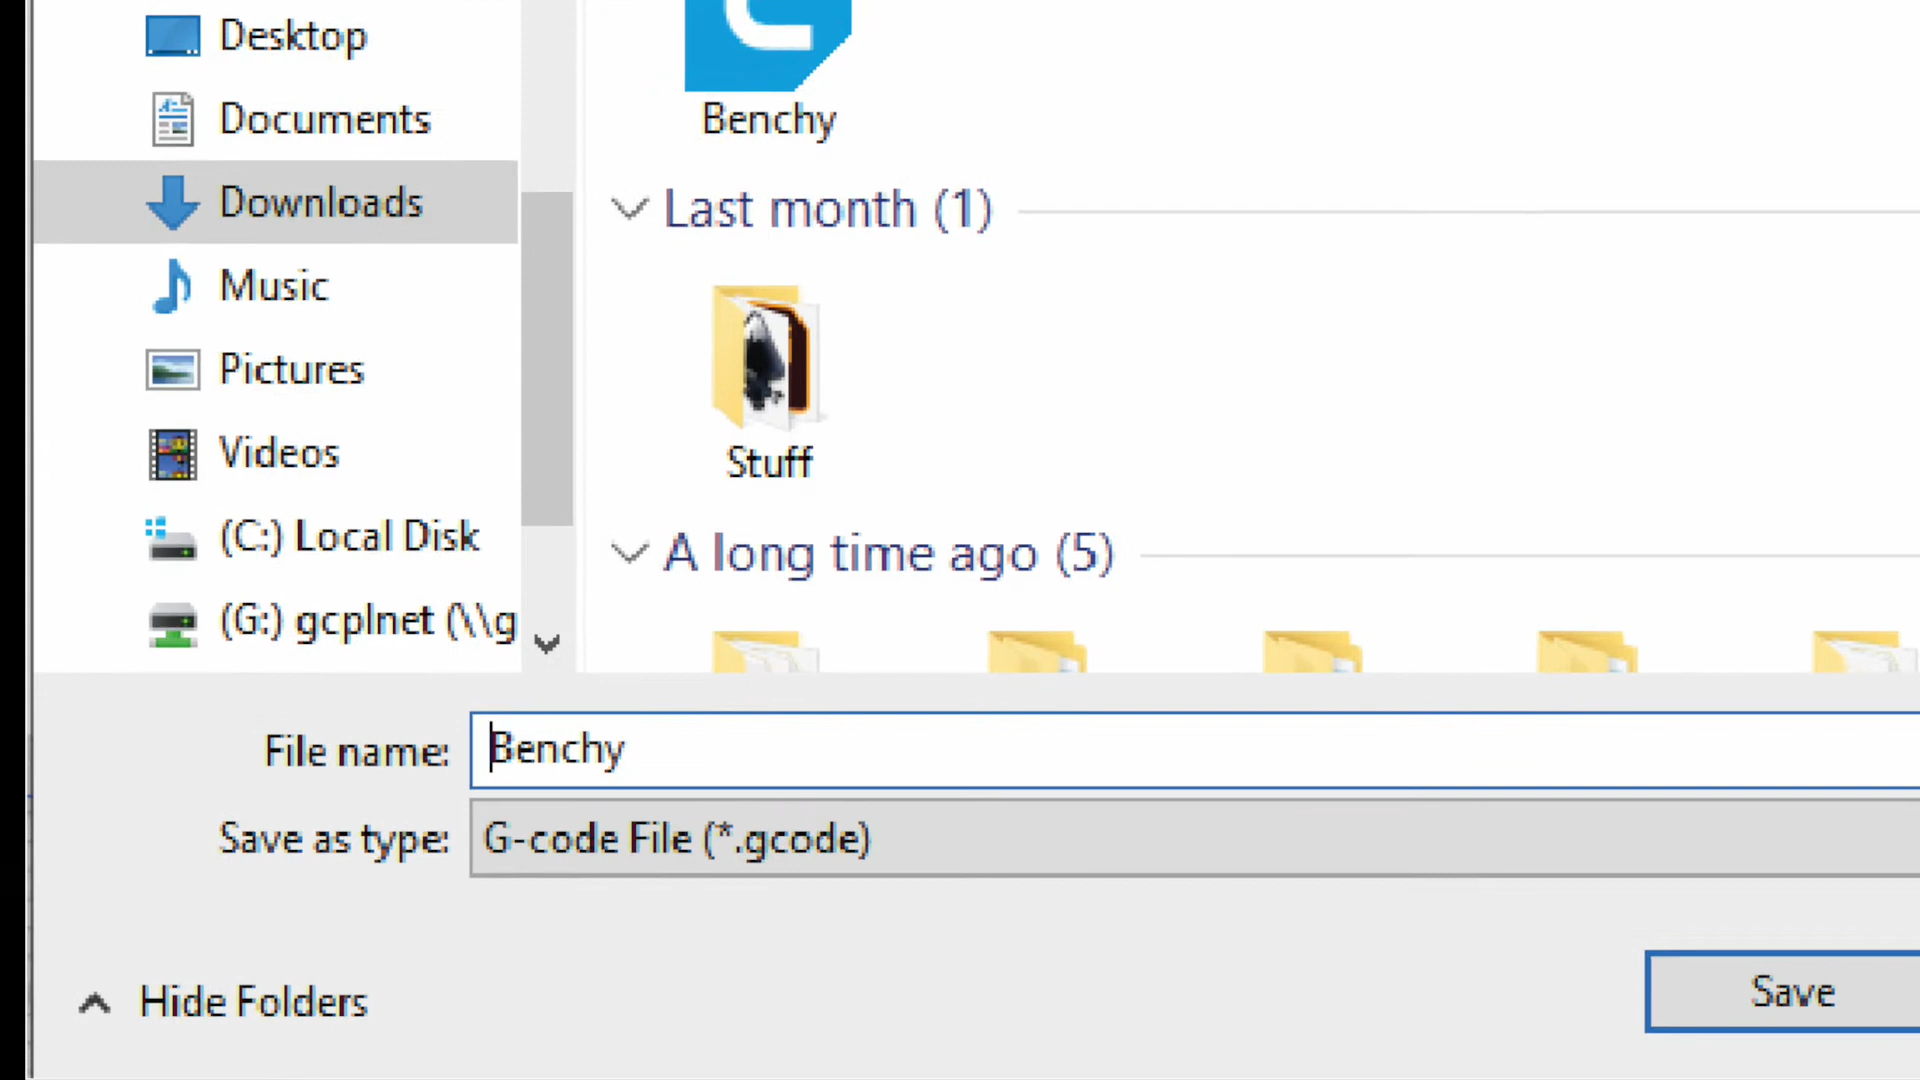 Desktop
Documents
Downloads
Music
Pictures
Videos
(C:) Local Disk
(G:) gcplnet (\\g
Benchy
Last month (1)
Stuff
A long time ago (5)
File name: Benchy
Save as type: G-code File (*.gcode)
Hide Folders
Save